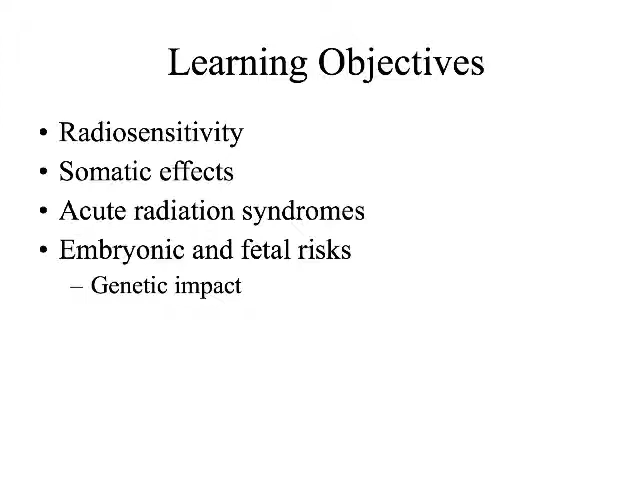 Learning Objectives
• Radiosensitivity
• Somatic effects
• Acute radiation syndromes
• Embryonic and fetal risks
– Genetic impact